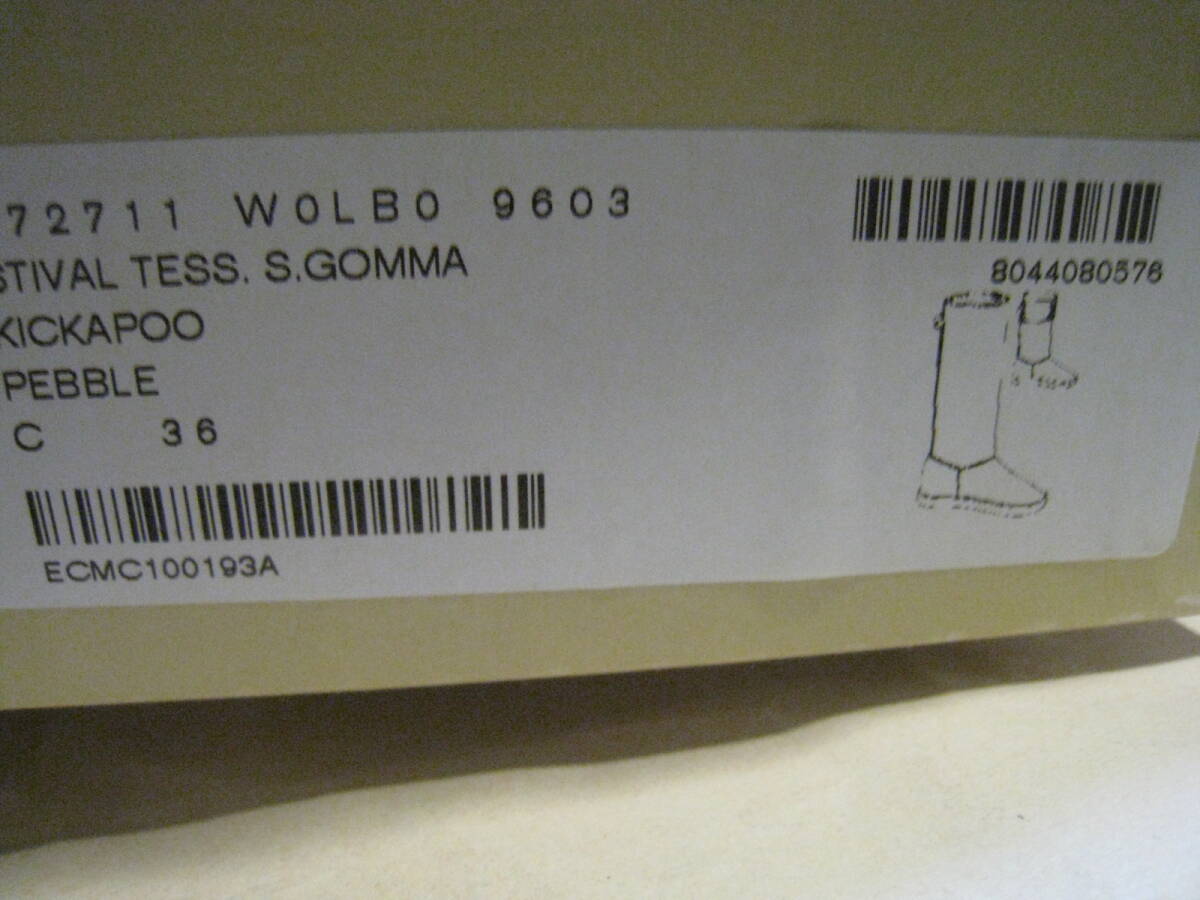 72711 W0LB0 9603
STIVAL TESS. S.GOMMA
KICKAPOO
PEBBLE
C 36
ECMC100193A
8044080576